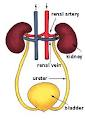 renal artery
kidney
renal vein
ureter
bladder